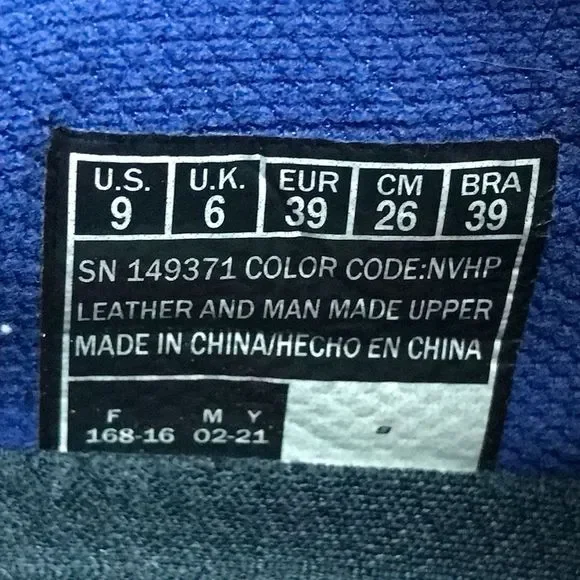 U.S. U.K. EUR CM BRA
9 6 39 26 39
SN 149371 COLOR CODE:NVHP
LEATHER AND MAN MADE UPPER
MADE IN CHINA/HECHO EN CHINA
F M Y
168-16 02-21